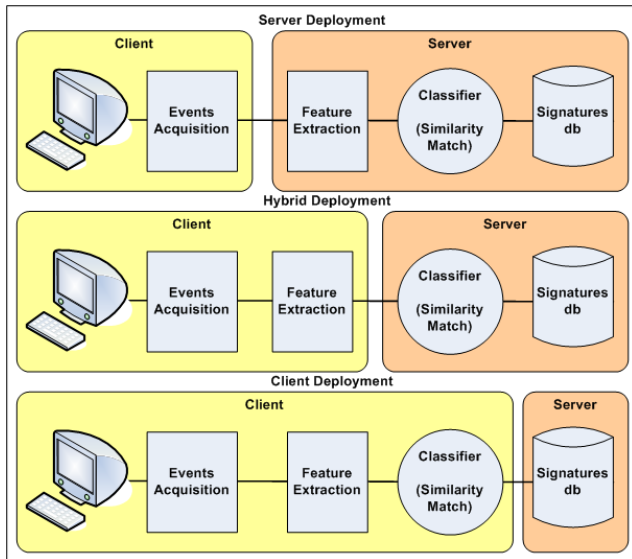 Server Deployment
Client
Server
Events
Acquisition
Feature
Extraction
Classifier
(Similarity
Match)
Signatures
db
Hybrid Deployment
Client
Server
Events
Acquisition
Feature
Extraction
Classifier
(Similarity
Match)
Signatures
db
Client Deployment
Client
Server
Events
Acquisition
Feature
Extraction
Classifier
(Similarity
Match)
Signatures
db